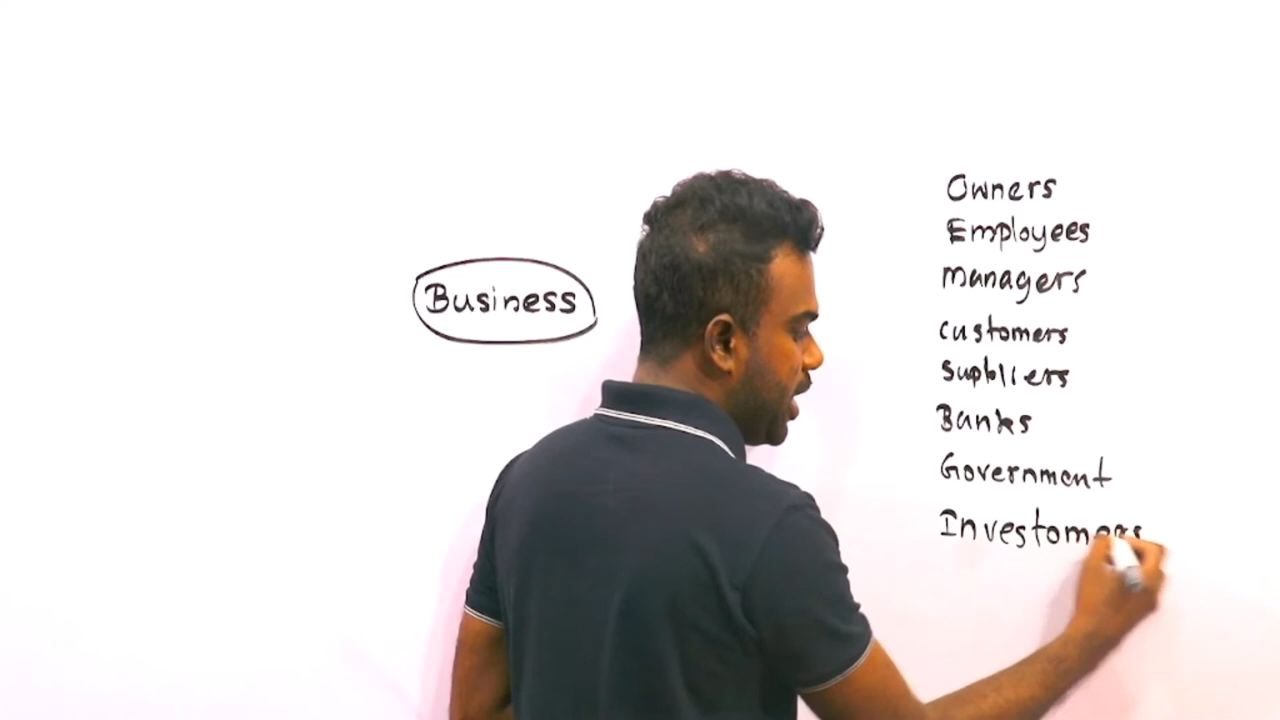 Business
Owners
Employees
Managers
customers
Suppliers
Banks
Government
Investomers